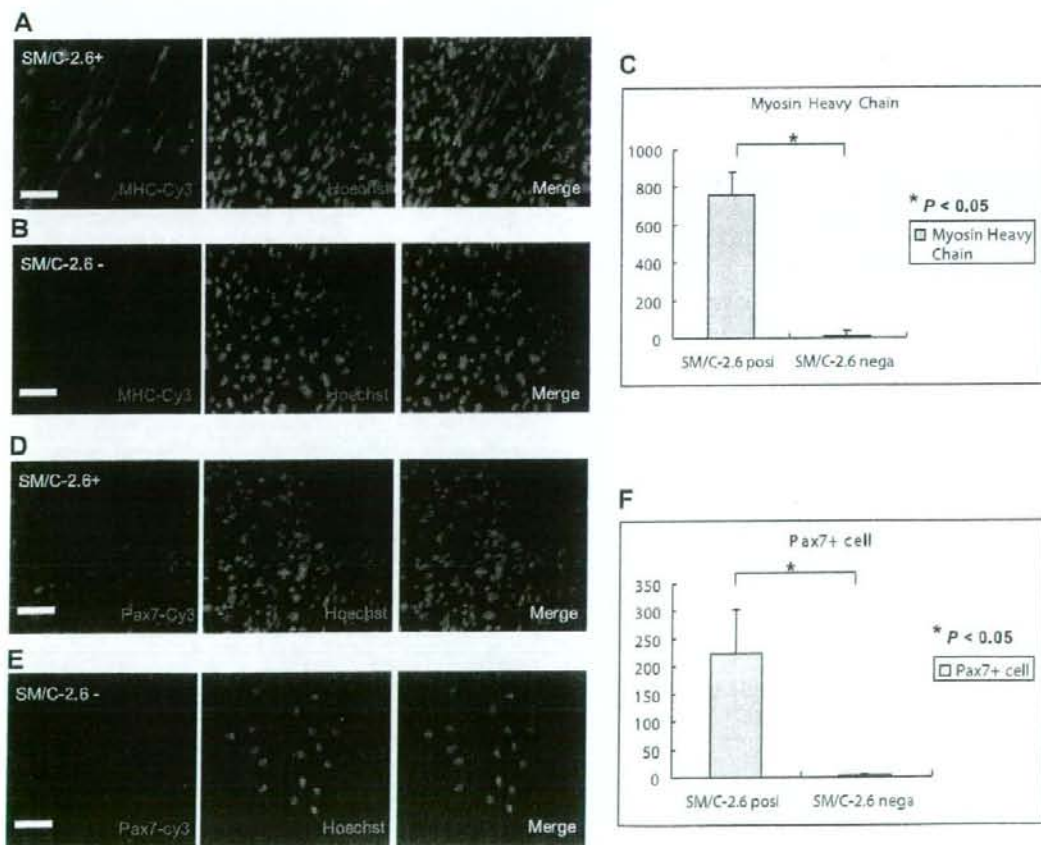 A
SM/C-2.6+
MHC-Cy3
Hoechst
Merge
B
SM/C-2.6 -
MHC-Cy3
Hoechst
Merge
C
Myosin Heavy Chain
*
1000
800
600
400
200
0
SM/C-2.6 posi
SM/C-2.6 nega
* P < 0.05
Myosin Heavy
Chain
D
SM/C-2.6+
Pax7-Cy3
Hoechst
Merge
E
SM/C-2.6 -
Pax7-cy3
Hoechst
Merge
F
Pax7+ cell
*
350
300
250
200
150
100
50
0
SM/C-2.6 posi
SM/C-2.6 nega
* P < 0.05
Pax7+ cell